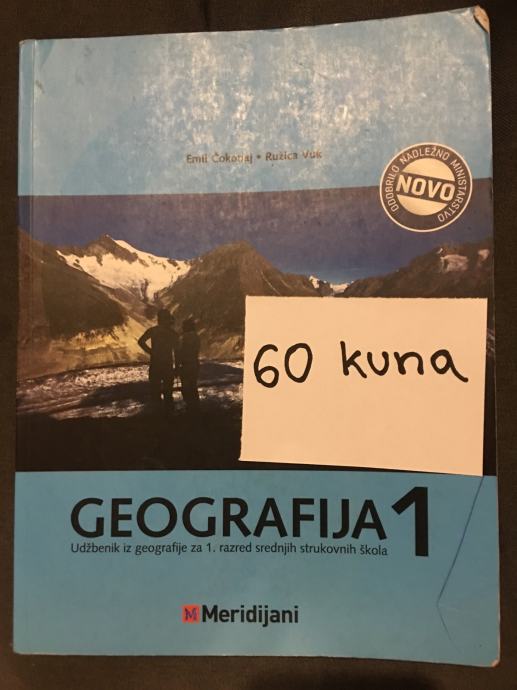 Emil Čokonaj • Ružica Vuk
ODOBRILO NADLEŽNO MINISTARSTVO
NOVO
60 kuna
GEOGRAFIJA 1
Udžbenik iz geografije za 1. razred srednjih strukovnih škola
M Meridijani